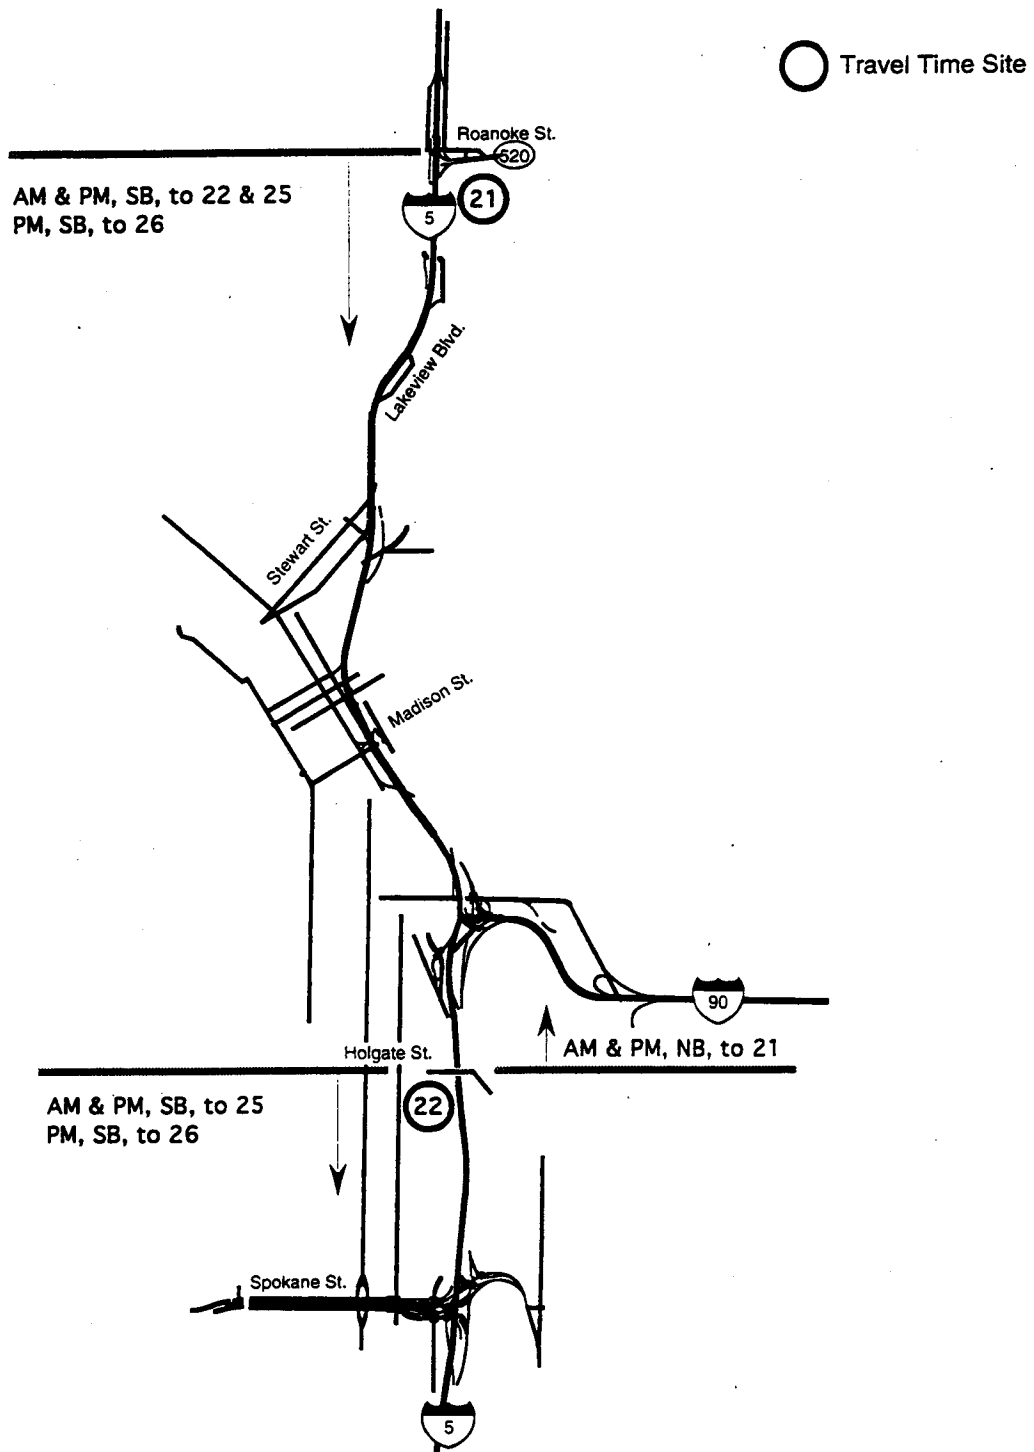 Travel Time Site
Roanoke St.
520
AM & PM, SB, to 22 & 25
PM, SB, to 26
21
5
Lakeview Blvd.
Stewart St.
Madison St.
90
AM & PM, NB, to 21
Holgate St.
AM & PM, SB, to 25
PM, SB, to 26
22
Spokane St.
5